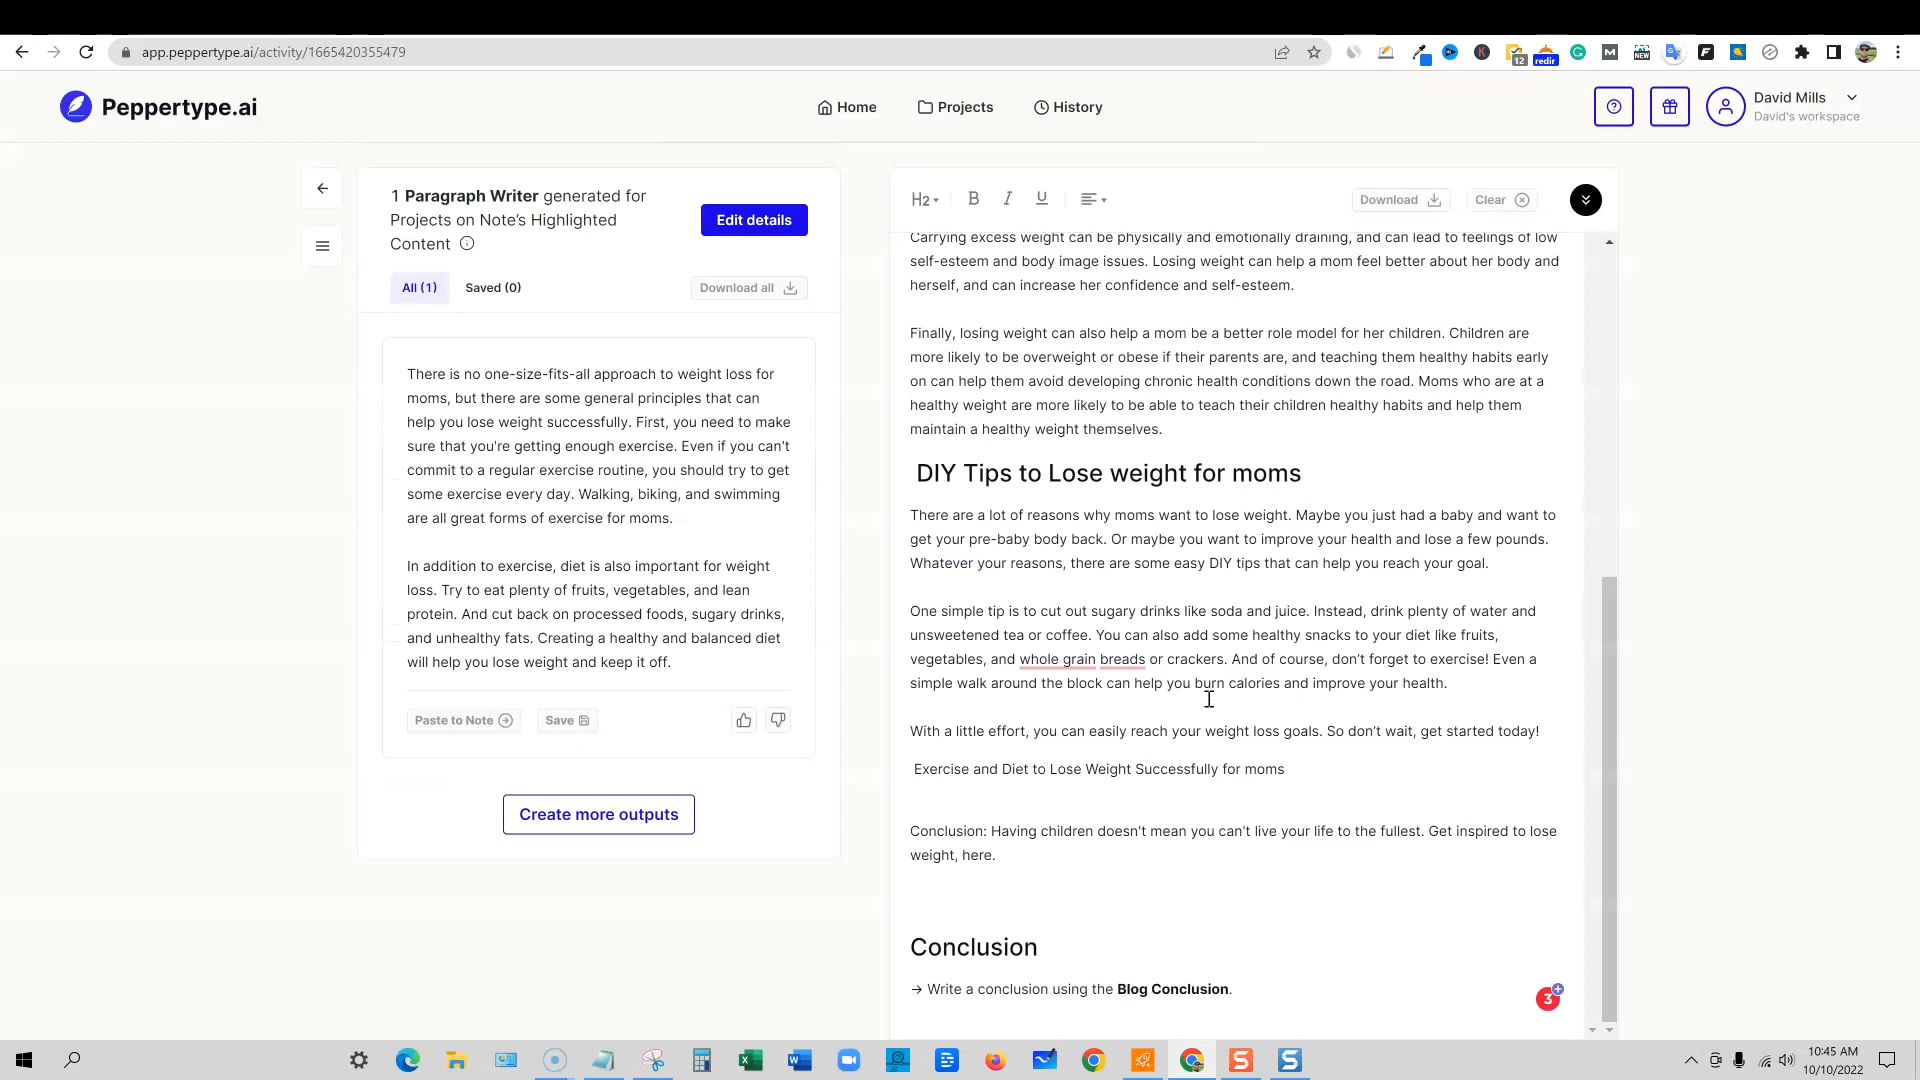 app.peppertype.ai/activity/1665420355479
12
redir
NEW
Peppertype.ai
Home
Projects
History
David Mills
David's workspace
1 Paragraph Writer generated for
Projects on Note's Highlighted
Content
Edit details
All (1)
Saved (0)
Download all
There is no one-size-fits-all approach to weight loss for
moms, but there are some general principles that can
help you lose weight successfully. First, you need to make
sure that you're getting enough exercise. Even if you can't
commit to a regular exercise routine, you should try to get
some exercise every day. Walking, biking, and swimming
are all great forms of exercise for moms.
In addition to exercise, diet is also important for weight
loss. Try to eat plenty of fruits, vegetables, and lean
protein. And cut back on processed foods, sugary drinks,
and unhealthy fats. Creating a healthy and balanced diet
will help you lose weight and keep it off.
Paste to Note
Save
Create more outputs
H2
B
I
U
Download
Clear
Carrying excess weight can be physically and emotionally draining, and can lead to feelings of low
self-esteem and body image issues. Losing weight can help a mom feel better about her body and
herself, and can increase her confidence and self-esteem.
Finally, losing weight can also help a mom be a better role model for her children. Children are
more likely to be overweight or obese if their parents are, and teaching them healthy habits early
on can help them avoid developing chronic health conditions down the road. Moms who are at a
healthy weight are more likely to be able to teach their children healthy habits and help them
maintain a healthy weight themselves.
DIY Tips to Lose weight for moms
There are a lot of reasons why moms want to lose weight. Maybe you just had a baby and want to
get your pre-baby body back. Or maybe you want to improve your health and lose a few pounds.
Whatever your reasons, there are some easy DIY tips that can help you reach your goal.
One simple tip is to cut out sugary drinks like soda and juice. Instead, drink plenty of water and
unsweetened tea or coffee. You can also add some healthy snacks to your diet like fruits,
vegetables, and whole grain breads or crackers. And of course, don't forget to exercise! Even a
simple walk around the block can help you burn calories and improve your health.
With a little effort, you can easily reach your weight loss goals. So don't wait, get started today!
Exercise and Diet to Lose Weight Successfully for moms
Conclusion: Having children doesn't mean you can't live your life to the fullest. Get inspired to lose
weight, here.
Conclusion
→ Write a conclusion using the Blog Conclusion.
3
10:45 AM
10/10/2022